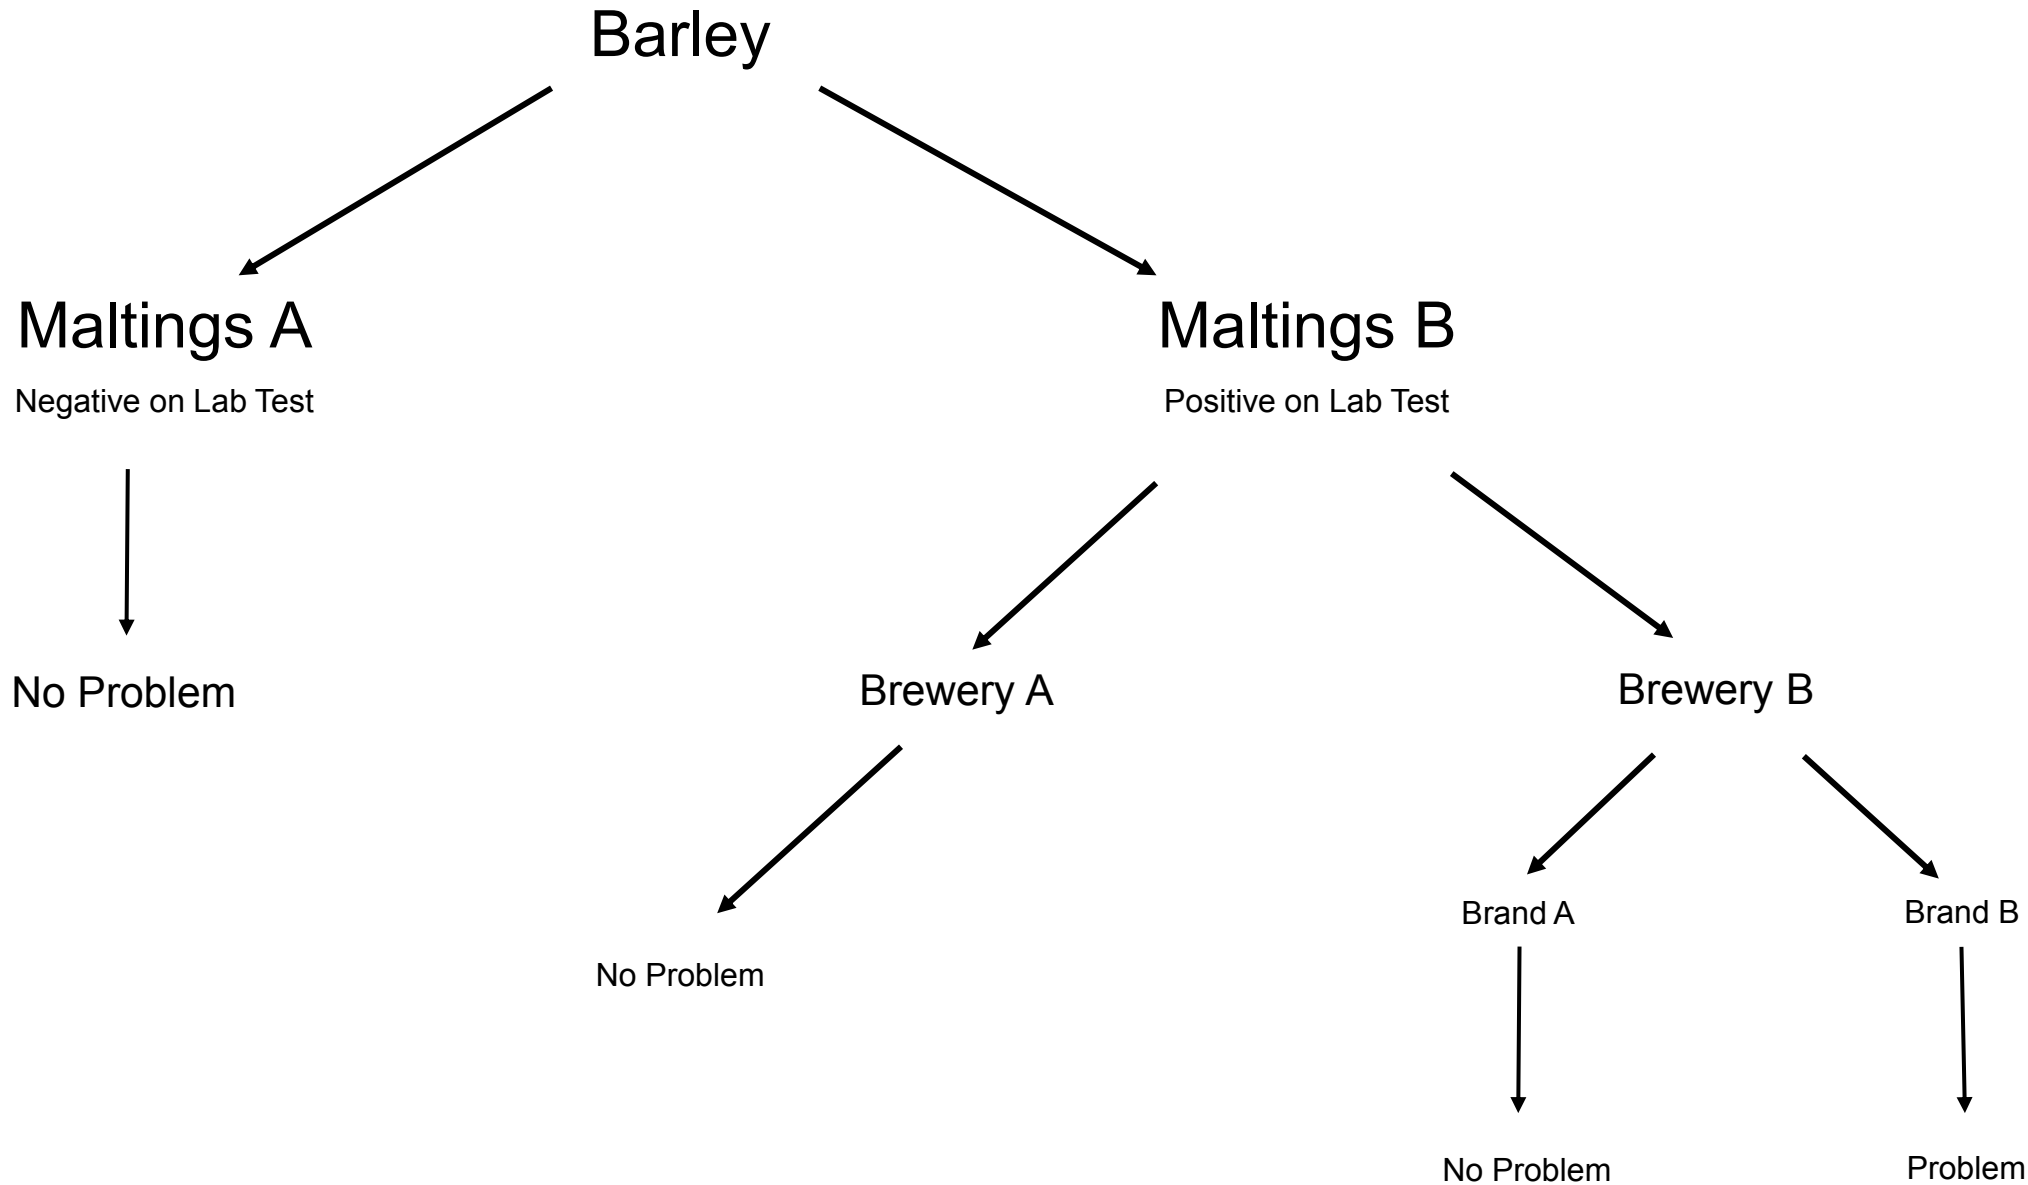 Barley
Maltings A
Maltings B
Negative on Lab Test
Positive on Lab Test
No Problem
Brewery A
Brewery B
Brand A
Brand B
No Problem
No Problem
Problem